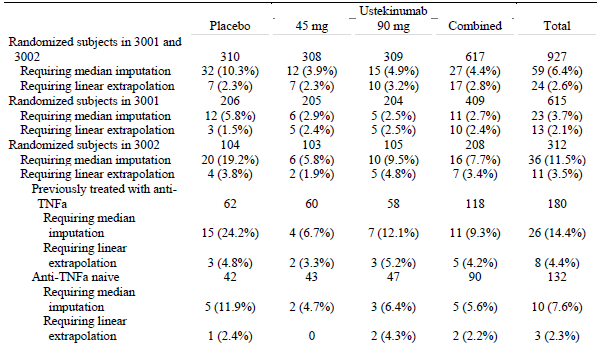 Ustekinumab
Placebo 45 mg 90 mg Combined Total
Randomized subjects in 3001 and
3002 310 308 309 617 927
Requiring median imputation 32 (10.3%) 12 (3.9%) 15 (4.9%) 27 (4.4%) 59 (6.4%)
Requiring linear extrapolation 7 (2.3%) 7 (2.3%) 10 (3.2%) 17 (2.8%) 24 (2.6%)
Randomized subjects in 3001 206 205 204 409 615
Requiring median imputation 12 (5.8%) 6 (2.9%) 5 (2.5%) 11 (2.7%) 23 (3.7%)
Requiring linear extrapolation 3 (1.5%) 5 (2.4%) 5 (2.5%) 10 (2.4%) 13 (2.1%)
Randomized subjects in 3002 104 103 105 208 312
Requiring median imputation 20 (19.2%) 6 (5.8%) 10 (9.5%) 16 (7.7%) 36 (11.5%)
Requiring linear extrapolation 4 (3.8%) 2 (1.9%) 5 (4.8%) 7 (3.4%) 11 (3.5%)
Previously treated with anti-
TNFa 62 60 58 118 180
Requiring median
imputation 15 (24.2%) 4 (6.7%) 7 (12.1%) 11 (9.3%) 26 (14.4%)
Requiring linear
extrapolation 3 (4.8%) 2 (3.3%) 3 (5.2%) 5 (4.2%) 8 (4.4%)
Anti-TNFa naive 42 43 47 90 132
Requiring median
imputation 5 (11.9%) 2 (4.7%) 3 (6.4%) 5 (5.6%) 10 (7.6%)
Requiring linear
extrapolation 1 (2.4%) 0 2 (4.3%) 2 (2.2%) 3 (2.3%)